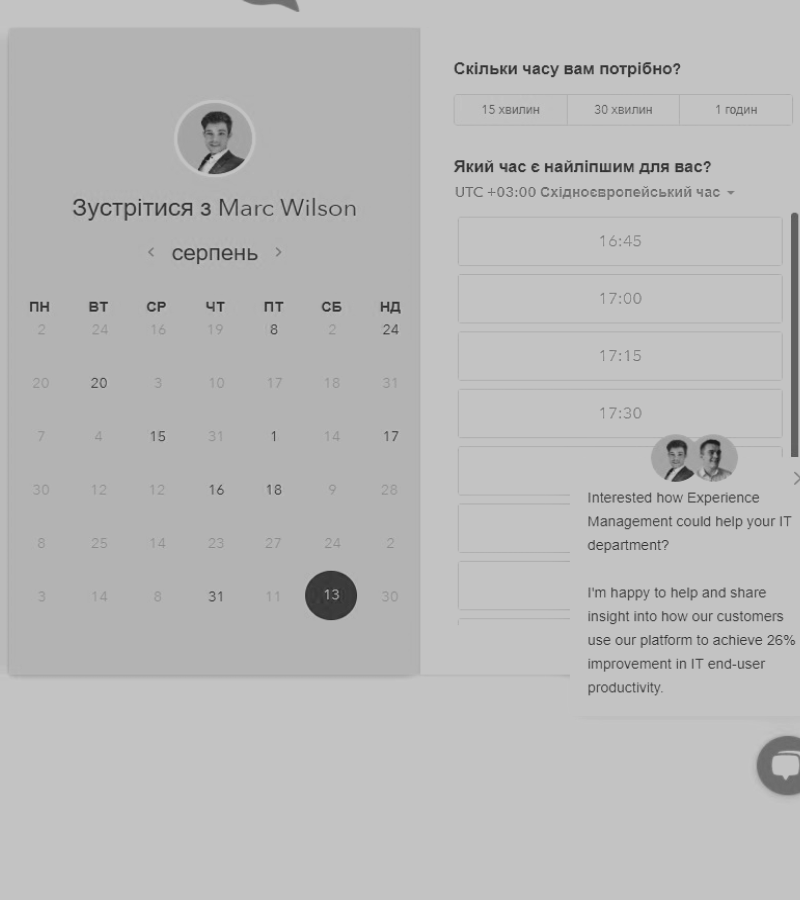 Зустрітися з Marc Wilson
серпень
ПН ВТ СР ЧТ ПТ СБ НД
2 24 16 19 8 2 24
20 20 3 10 17 18 31
7 4 15 31 1 14 17
30 12 12 16 18 9 28
8 25 14 23 27 24 2
3 14 8 31 11 13 30
Скільки часу вам потрібно?
15 хвилин 30 хвилин 1 годин
Який час є найліпшим для вас?
UTC +03:00 Східноєвропейський час
16:45
17:00
17:15
17:30
Interested how Experience
Management could help your IT
department?
I'm happy to help and share
insight into how our customers
use our platform to achieve 26%
improvement in IT end-user
productivity.